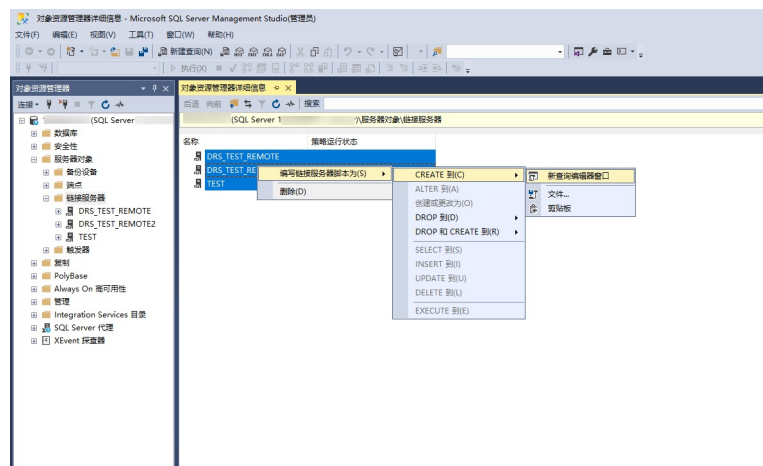 对象资源管理器详细信息 - Microsoft SQL Server Management Studio(管理员)
文件(F) 编辑(E) 视图(V) 工具(T) 窗口(W) 帮助(H)
新建查询(N)
执行(X)
对象资源管理器
对象资源管理器详细信息
连接
后退 向前 搜索
(SQL Server
(SQL Server 1 )\服务器对象\链接服务器
数据库
安全性
服务器对象
备份设备
端点
链接服务器
DRS_TEST_REMOTE
DRS_TEST_REMOTE2
TEST
触发器
复制
PolyBase
Always On 高可用性
管理
Integration Services 目录
SQL Server 代理
XEvent 探查器
名称 策略运行状态
DRS_TEST_REMOTE
DRS_TEST_RE
TEST
编写链接服务器脚本为(S)
删除(D)
CREATE 到(C)
ALTER 到(A)
创建或更改为(O)
DROP 到(D)
DROP 和 CREATE 到(R)
SELECT 到(S)
INSERT 到(I)
UPDATE 到(U)
DELETE 到(L)
EXECUTE 到(E)
新查询编辑器窗口
文件...
剪贴板